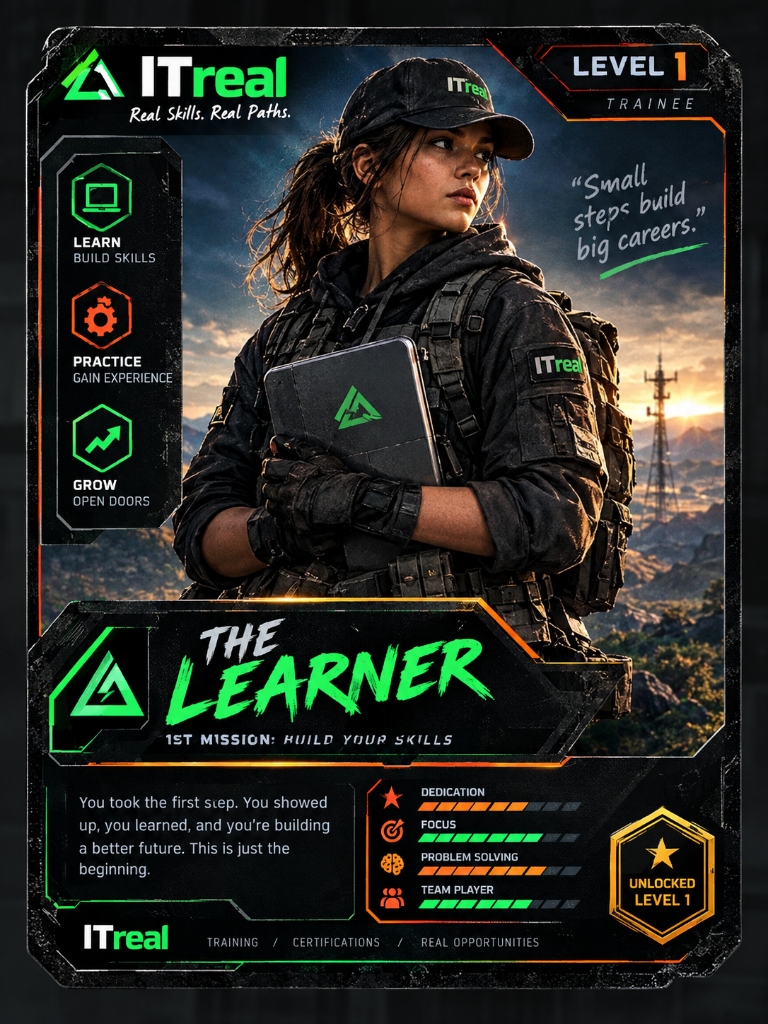 ITreal
Real Skills. Real Paths.
LEVEL 1
TRAINEE
ITreal
"Small
steps build
big careers."
LEARN
BUILD SKILLS
PRACTICE
GAIN EXPERIENCE
GROW
OPEN DOORS
ITreal
THE
LEARNER
1ST MISSION: BUILD YOUR SKILLS
You took the first step. You showed
up, you learned, and you're building
a better future. This is just the
beginning.
DEDICATION
FOCUS
PROBLEM SOLVING
TEAM PLAYER
UNLOCKED
LEVEL 1
ITreal
TRAINING / CERTIFICATIONS / REAL OPPORTUNITIES